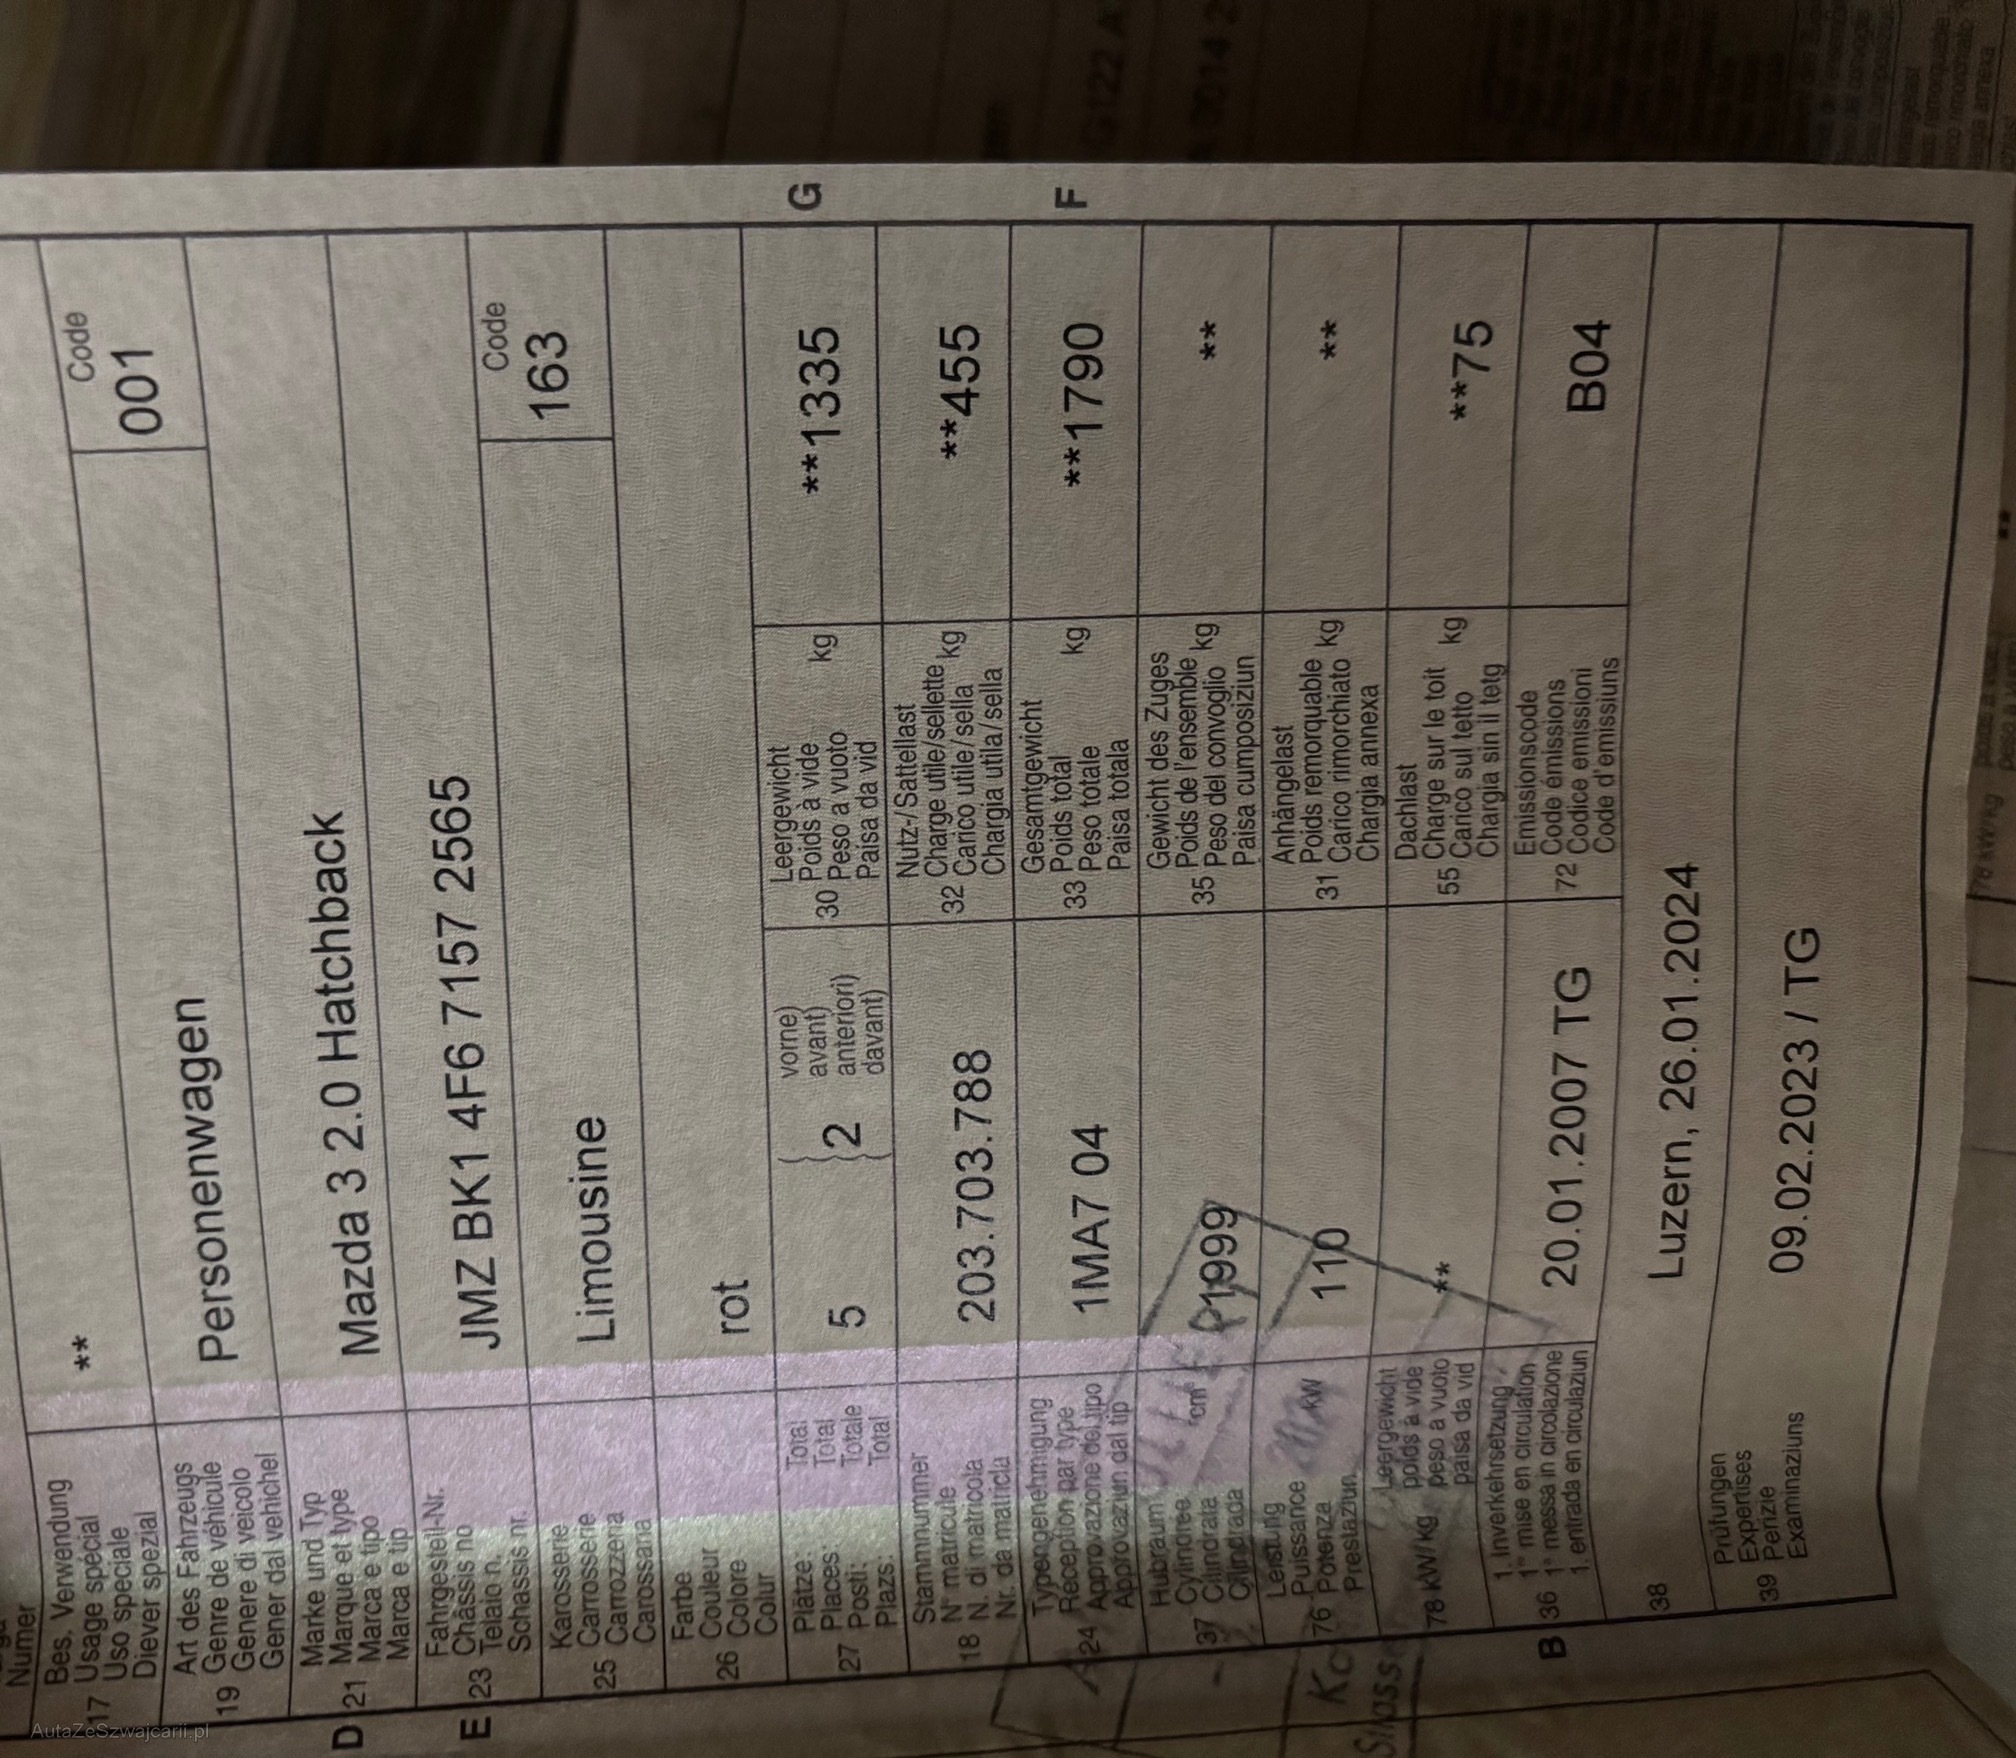 Numer
Bes. Verwendung
17 Usage spécial
Uso speciale
Diever spezial
**
Code
001
Art des Fahrzeugs
19 Genre de véhicule
Genere di veicolo
Gener dal vehichel
Personenwagen
D
Marke und Typ
21 Marque et type
Marca e tipo
Marca e tip
Mazda 3 2.0 Hatchback
E
Fahrgestell-Nr.
23 Châssis no
Telaio n.
Schassis nr.
JMZ BK1 4F6 7157 2565
Karosserie
25 Carrosserie
Carrozzeria
Carossaria
Limousine
Code
163
Farbe
26 Couleur
Colore
Colur
rot
Plätze: Total
27 Places: Total
Posti: Totale
Plazs: Total
5
2
vorne)
avant)
anteriori)
davant)
Leergewicht
30 Poids à vide kg
Peso a vuoto
Paisa da vid
**1335
G
Stammnummer
18 N° matricule
N. di matricola
Nr. da matricla
203.703.788
Nutz-/Sattellast
32 Charge utile/sellette kg
Carico utile/sella
Chargia utila/sella
**455
Typengenehmigung
24 Réception par type
Approvazione del tipo
Approvaziun dal tip
1MA7 04
Gesamtgewicht
33 Poids total kg
Peso totale
Paisa totala
**1790
F
Hubraum
37 Cylindrée cm³
Cilindrata
Cilindrada
1999
Gewicht des Zuges
35 Poids de l'ensemble kg
Peso del convoglio
Paisa cumposiziun
**
Leistung
76 Puissance kW
Potenza
Prestaziun
110
Anhängelast
31 Poids remorquable kg
Carico rimorchiato
Chargia annexa
**
78 kW/kg
Leergewicht
poids à vide
peso a vuoto
paisa da vid
**
Dachlast
55 Charge sur le toit kg
Carico sul tetto
Chargia sin il tetg
**75
B
36
1. Inverkehrsetzung
1re mise en circulation
1a messa in circolazione
1. entrada en circulaziun
20.01.2007 TG
Emissionscode
72 Code émissions
Codice emissioni
Code d'emissiuns
B04
38
Luzern, 26.01.2024
Prüfungen
39 Expertises
Perizie
Examinaziuns
09.02.2023 / TG
AutaZeSzwajcarii.pl